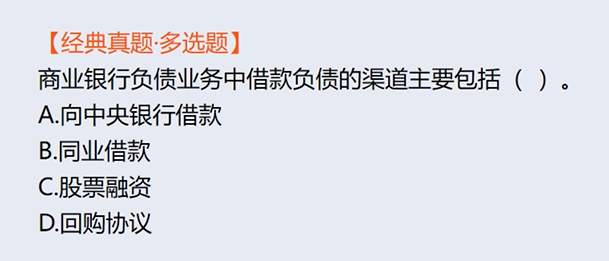 【经典真题·多选题】
商业银行负债业务中借款负债的渠道主要包括（ ）。
A.向中央银行借款
B.同业借款
C.股票融资
D.回购协议